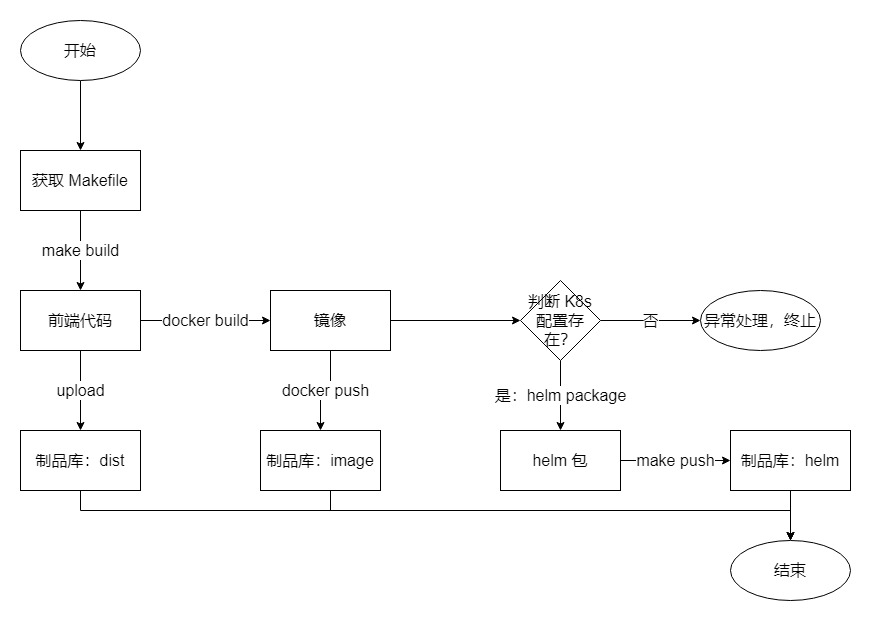 开始
获取 Makefile
make build
前端代码
docker build
镜像
判断 K8s
配置存
在？
否
异常处理，终止
upload
docker push
是：helm package
制品库：dist
制品库：image
helm 包
make push
制品库：helm
结束